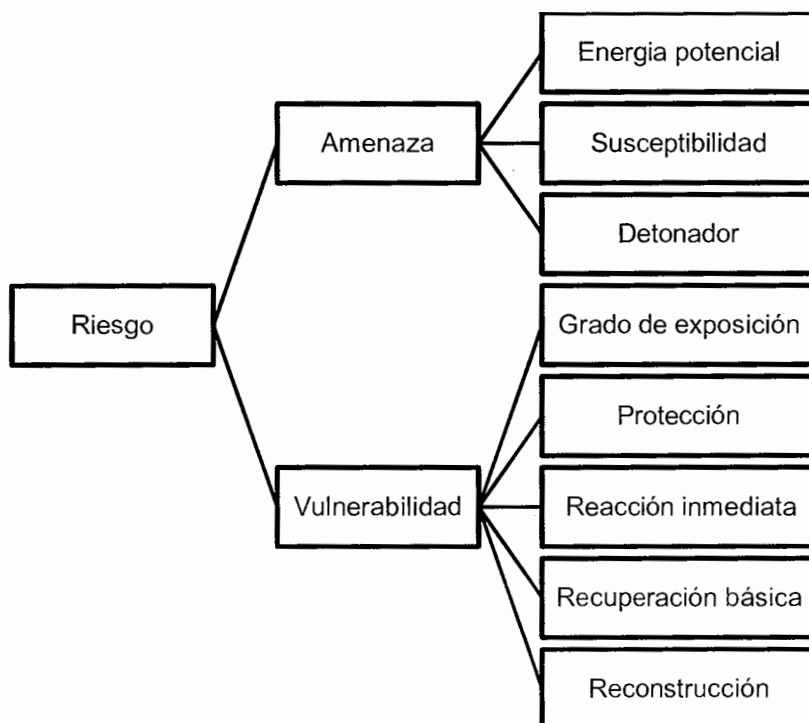 Riesgo
Amenaza
Energia potencial
Susceptibilidad
Detonador
Vulnerabilidad
Grado de exposición
Protección
Reacción inmediata
Recuperación básica
Reconstrucción